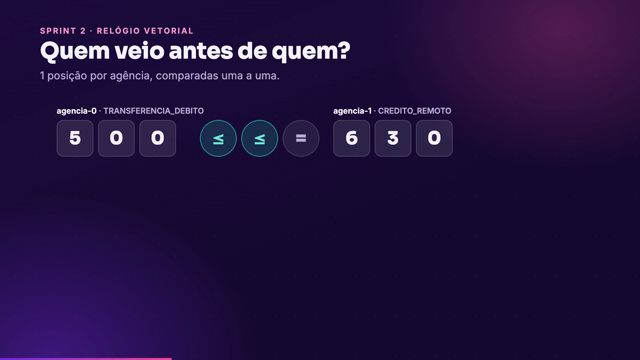 SPRINT 2 · RELÓGIO VETORIAL
Quem veio antes de quem?
1 posição por agência, comparadas uma a uma.
agencia-0 · TRANSFERENCIA_DEBITO
5 0 0
≤ ≤ =
agencia-1 · CREDITO_REMOTO
6 3 0